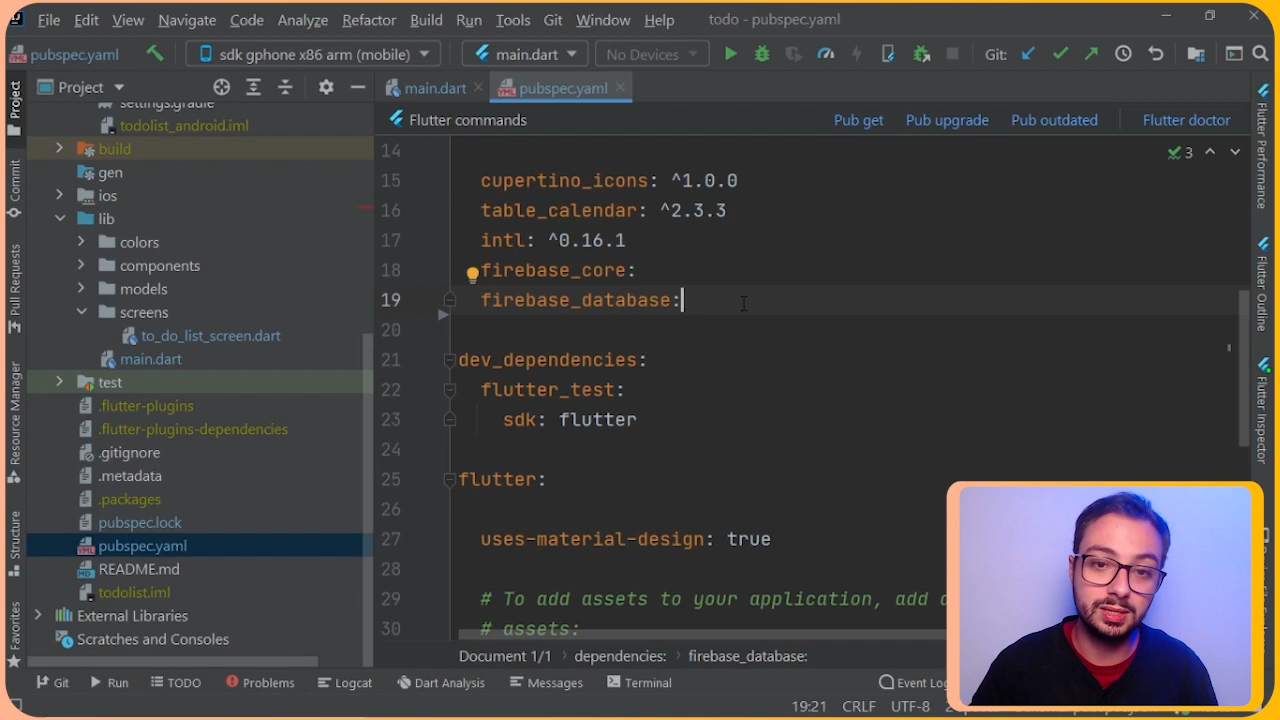 File Edit View Navigate Code Analyze Refactor Build Run Tools Git Window Help todo - pubspec.yaml
pubspec.yaml sdk gphone x86 arm (mobile) main.dart No Devices Git:
Project main.dart pubspec.yaml
Flutter commands Pub get Pub upgrade Pub outdated Flutter doctor
settings.gradle
todolist_android.iml
build
gen
ios
lib
colors
components
models
screens
to_do_list_screen.dart
main.dart
test
.flutter-plugins
.flutter-plugins-dependencies
.gitignore
.metadata
.packages
pubspec.lock
pubspec.yaml
README.md
todolist.iml
External Libraries
Scratches and Consoles
14
15 cupertino_icons: ^1.0.0
16 table_calendar: ^2.3.3
17 intl: ^0.16.1
18 firebase_core:
19 firebase_database:
20
21 dev_dependencies:
22 flutter_test:
23 sdk: flutter
24
25 flutter:
26
27 uses-material-design: true
28
29 # To add assets to your application, add
30 # assets:
3
Document 1/1 dependencies: firebase_database:
Project
Commit
Pull Requests
Resource Manager
Structure
Favorites
Flutter Performance
Flutter Outline
Flutter Inspector
Git Run TODO Problems Logcat Dart Analysis Messages Terminal Event Log
19:21 CRLF UTF-8